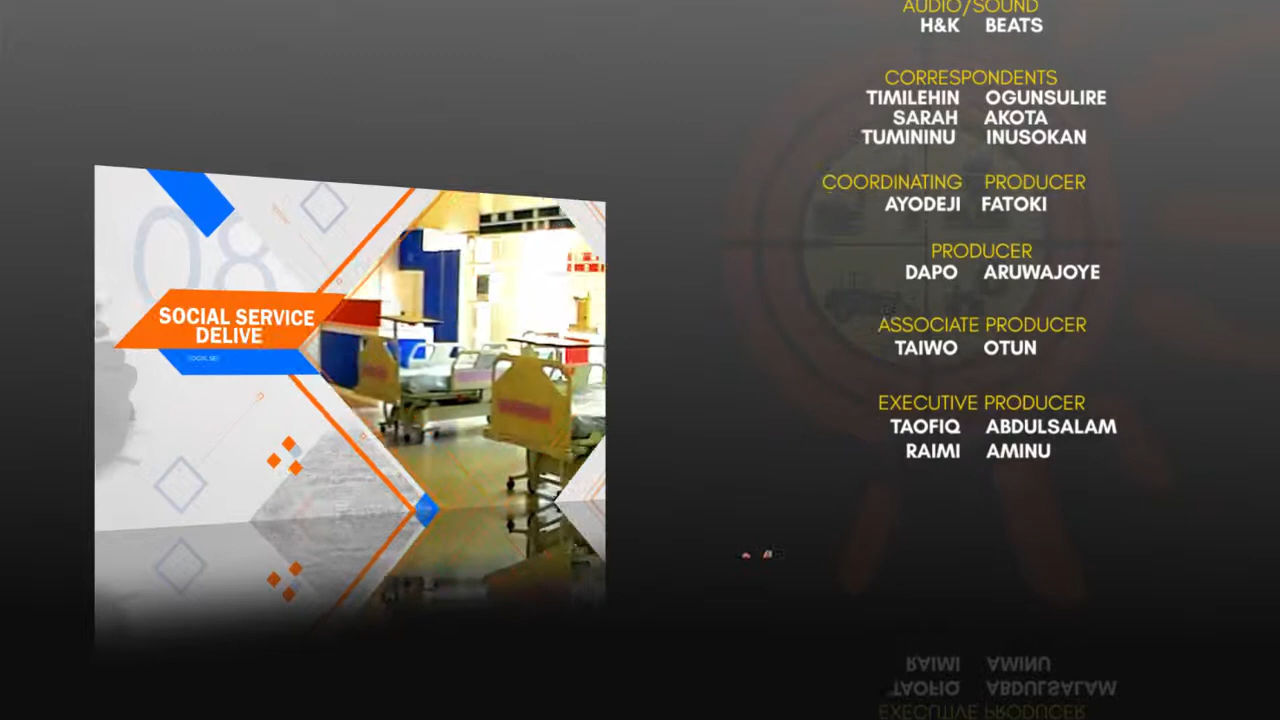 08
SOCIAL SERVICE
DELIVE
AUDIO/SOUND
H&K BEATS
CORRESPONDENTS
TIMILEHIN OGUNSULIRE
SARAH AKOTA
TUMININU INUSOKAN
COORDINATING PRODUCER
AYODEJI FATOKI
PRODUCER
DAPO ARUWAJOYE
ASSOCIATE PRODUCER
TAIWO OTUN
EXECUTIVE PRODUCER
TAOFIQ ABDULSALAM
RAIMI AMINU